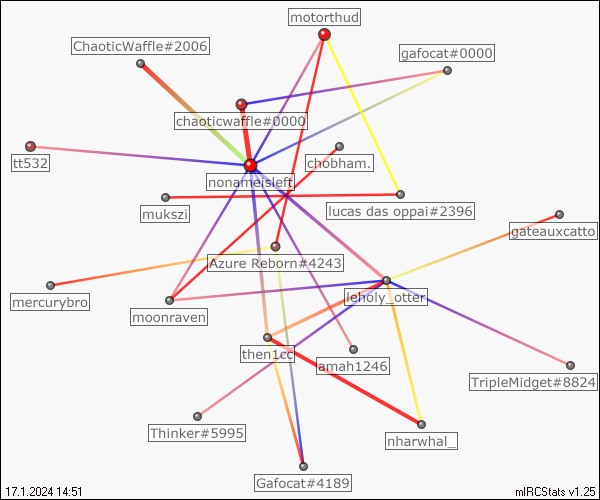 motorthud
ChaoticWaffle#2006
gafocat#0000
chaoticwaffle#0000
tt532
chobham.
nonameisleft
mukszi
lucas das oppai#2396
gateauxcatto
Azure Reborn#4243
mercurybro
leholy_otter
moonraven
then1cc
amah1246
TripleMidget#8824
Thinker#5995
nharwhal_
Gafocat#4189
17.1.2024 14:51
mIRCStats v1.25